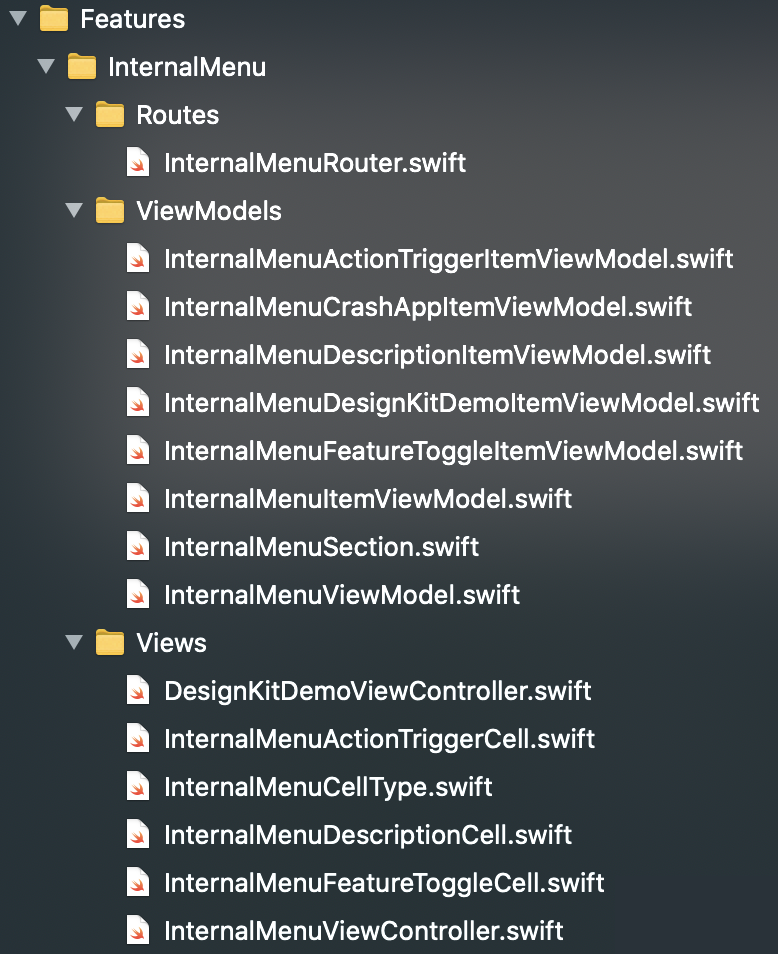 Features
InternalMenu
Routes
InternalMenuRouter.swift
ViewModels
InternalMenuActionTriggerItemViewModel.swift
InternalMenuCrashAppItemViewModel.swift
InternalMenuDescriptionItemViewModel.swift
InternalMenuDesignKitDemoItemViewModel.swift
InternalMenuFeatureToggleItemViewModel.swift
InternalMenuItemViewModel.swift
InternalMenuSection.swift
InternalMenuViewModel.swift
Views
DesignKitDemoViewController.swift
InternalMenuActionTriggerCell.swift
InternalMenuCellType.swift
InternalMenuDescriptionCell.swift
InternalMenuFeatureToggleCell.swift
InternalMenuViewController.swift